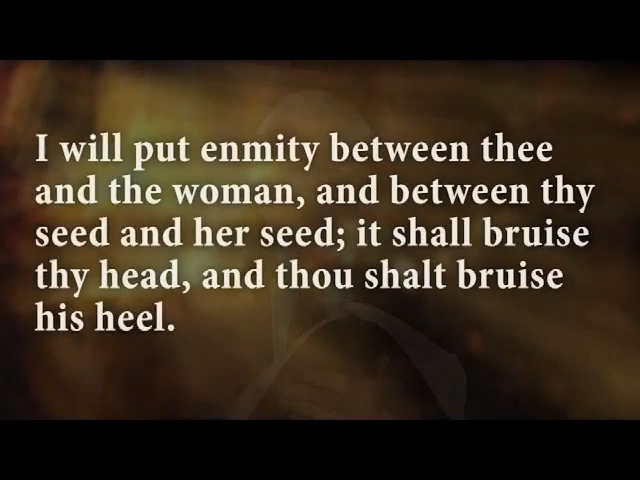 I will put enmity between thee
and the woman, and between thy
seed and her seed; it shall bruise
thy head, and thou shalt bruise
his heel.